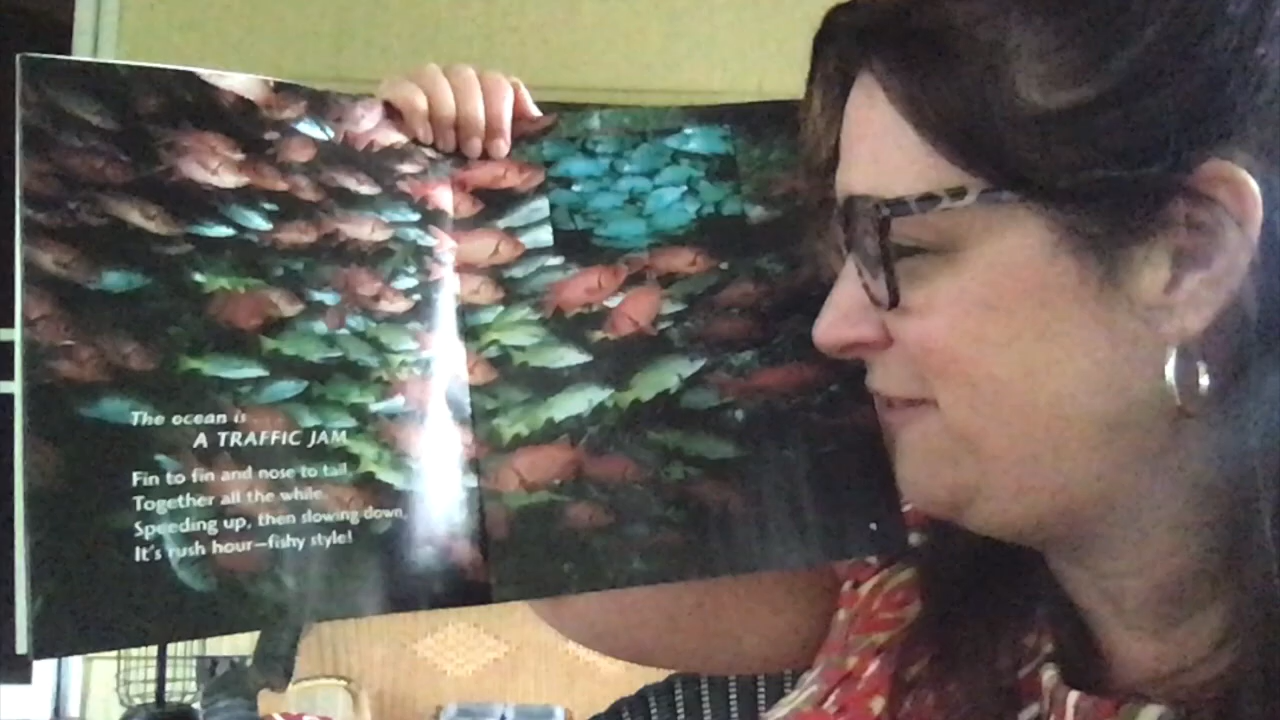 The ocean is
A TRAFFIC JAM
Fin to fin and nose to tail
Together all the while.
Speeding up, then slowing down,
It's rush hour—fishy style!